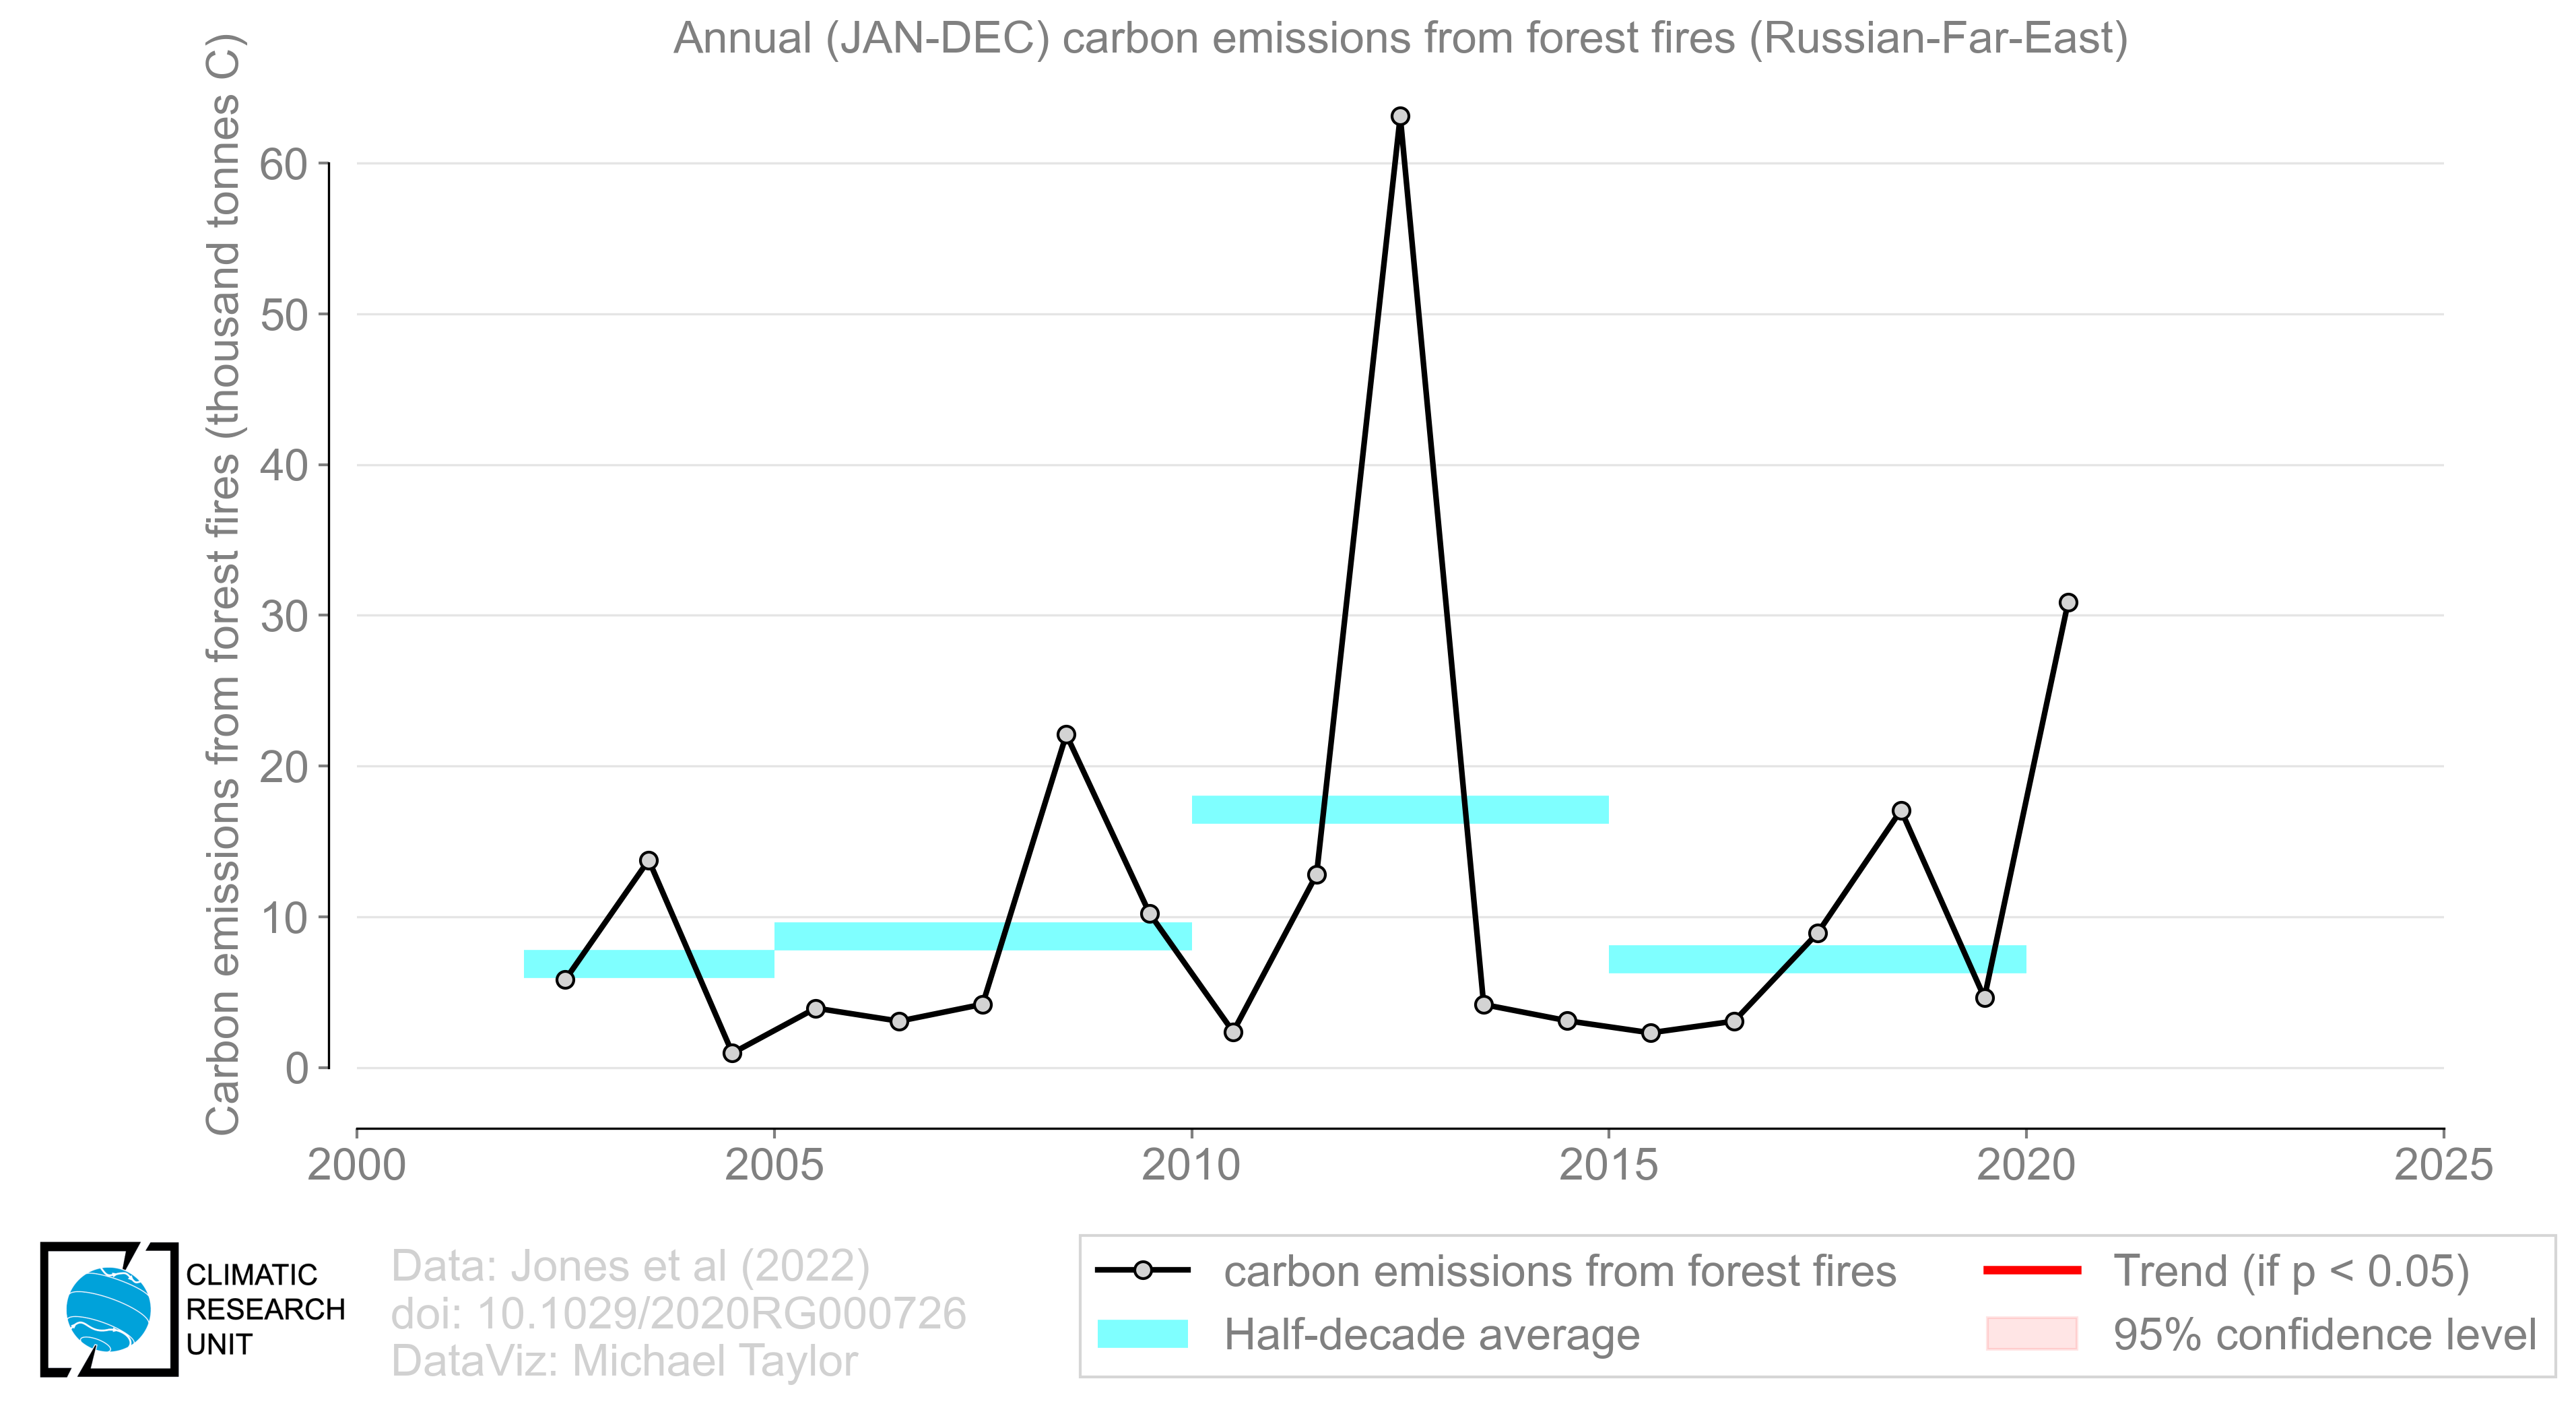 Annual (JAN-DEC) carbon emissions from forest fires (Russian-Far-East)
Carbon emissions from forest fires (thousand tonnes C)
60
50
40
30
20
10
0
2000
2005
2010
2015
2020
2025
CLIMATIC
RESEARCH
UNIT
Data: Jones et al (2022)
doi: 10.1029/2020RG000726
DataViz: Michael Taylor
carbon emissions from forest fires
Half-decade average
Trend (if p < 0.05)
95% confidence level